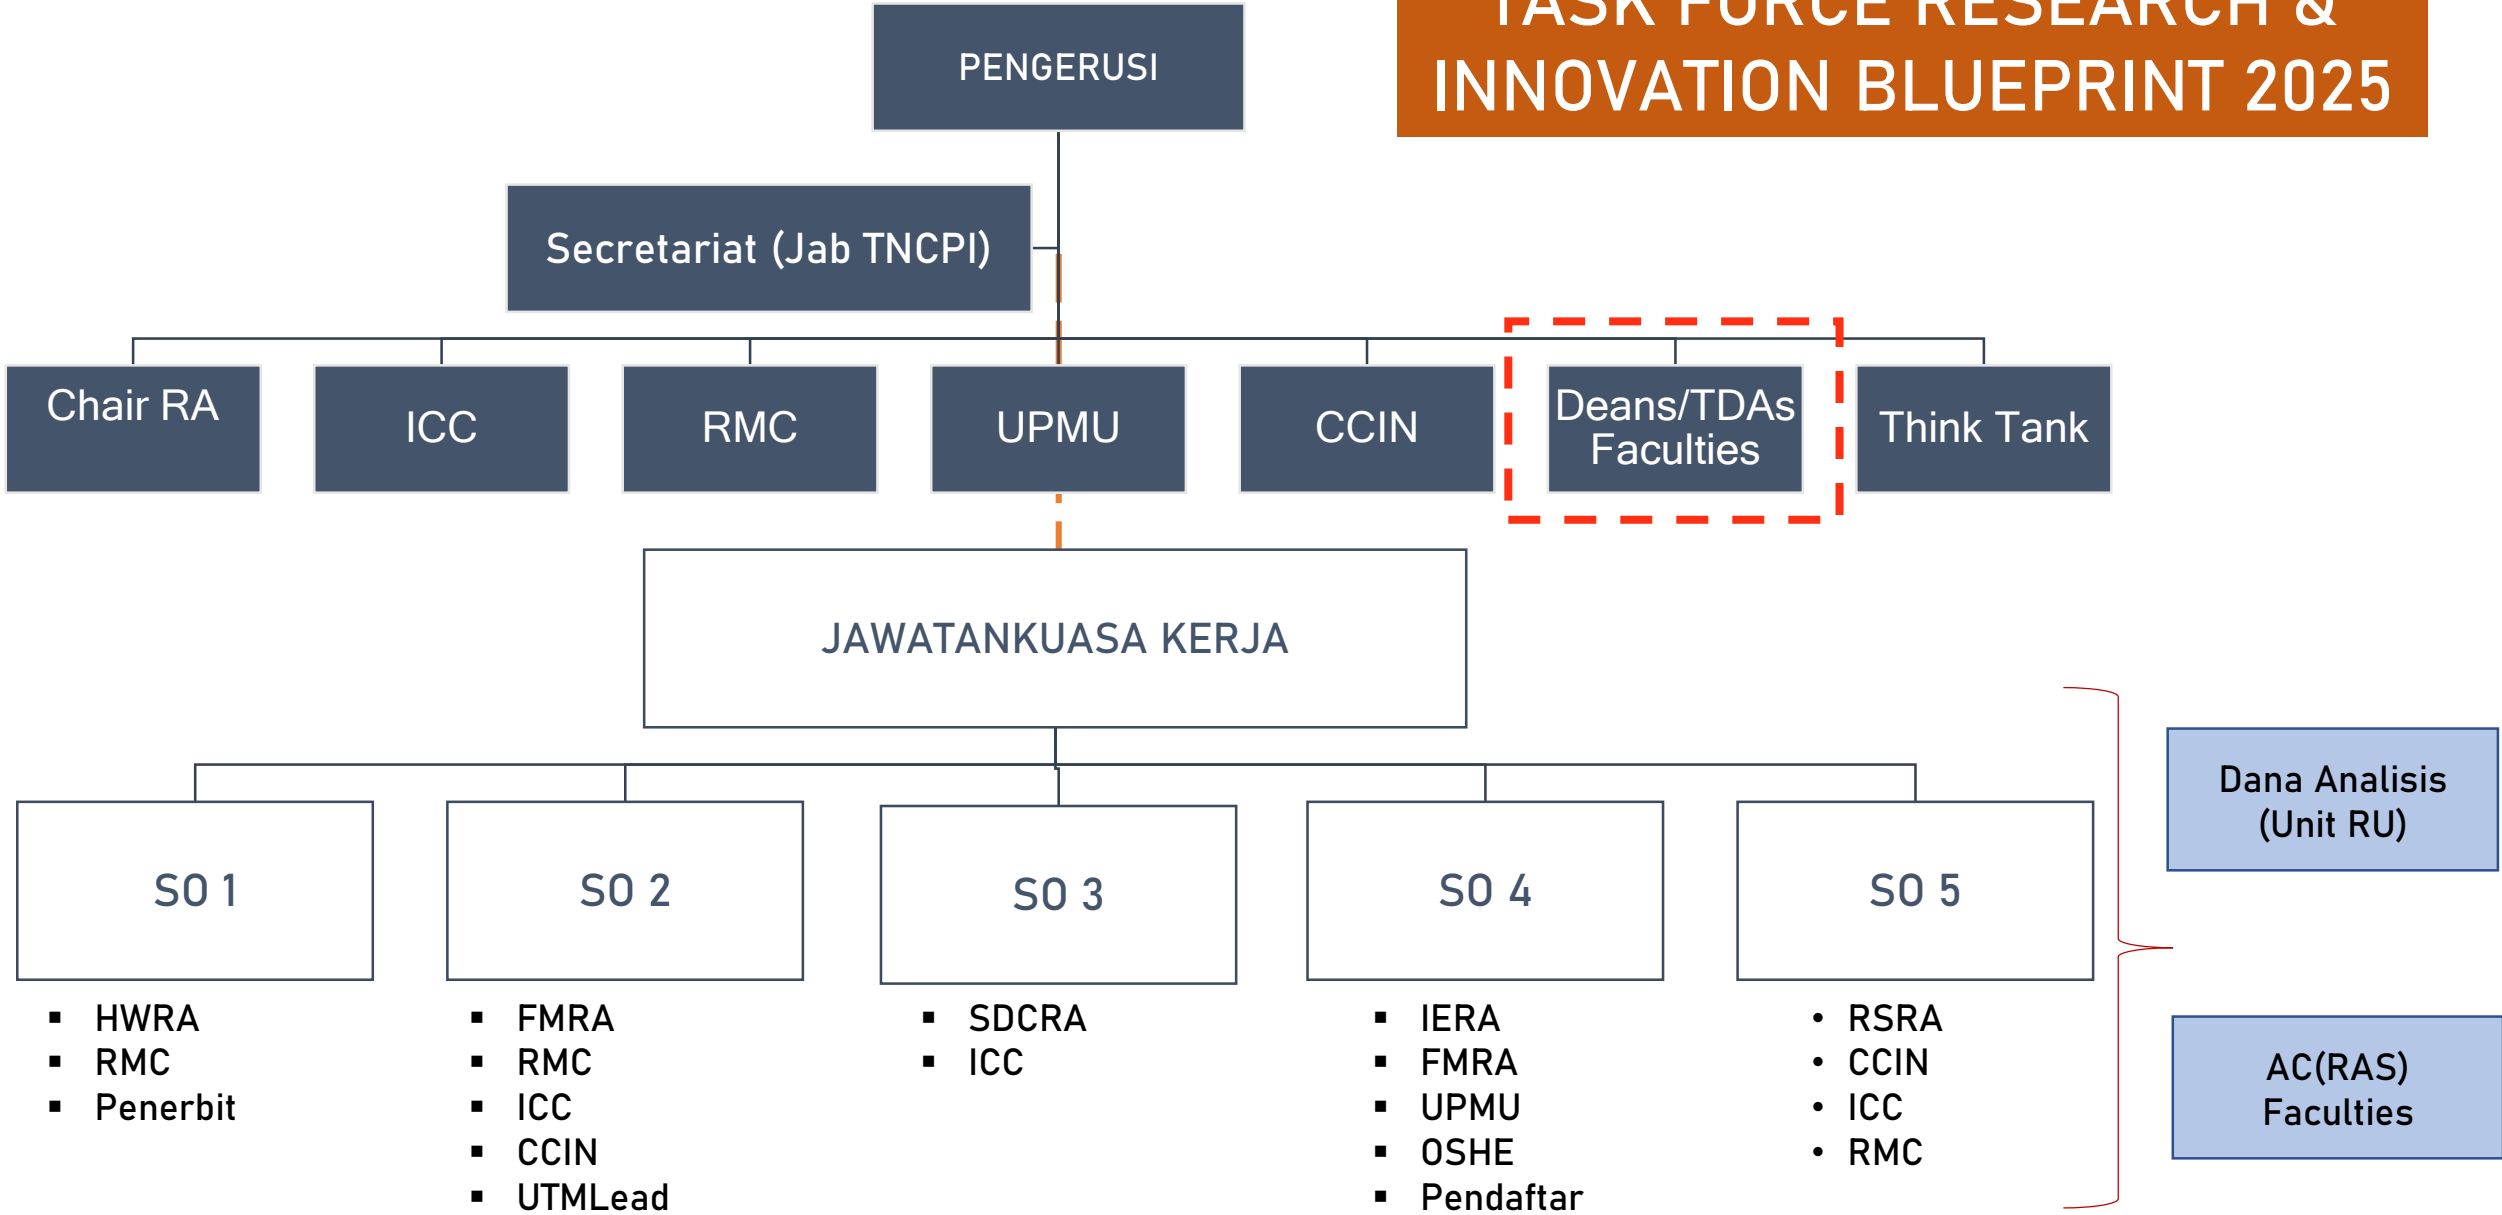 TASK FORCE RESEARCH &
INNOVATION BLUEPRINT 2025
PENGERUSI
Secretariat (Jab TNCPI)
Chair RA
ICC
RMC
UPMU
CCIN
Deans/TDAs
Faculties
Think Tank
JAWATANKUASA KERJA
SO 1
SO 2
SO 3
SO 4
SO 5
▪ HWRA
▪ RMC
▪ Penerbit
▪ FMRA
▪ RMC
▪ ICC
▪ CCIN
▪ UTMLead
▪ SDCRA
▪ ICC
▪ IERA
▪ FMRA
▪ UPMU
▪ OSHE
▪ Pendaftar
• RSRA
• CCIN
• ICC
• RMC
Dana Analisis
(Unit RU)
AC(RAS)
Faculties